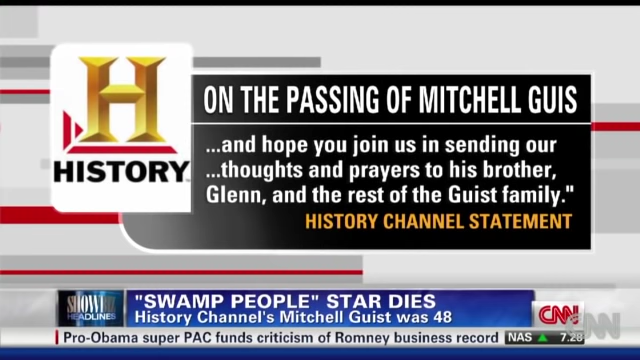 H
HISTORY
ON THE PASSING OF MITCHELL GUIS
...and hope you join us in sending our
...thoughts and prayers to his brother,
Glenn, and the rest of the Guist family."
HISTORY CHANNEL STATEMENT
SHOWBIZ
HEADLINES
"SWAMP PEOPLE" STAR DIES
History Channel's Mitchell Guist was 48
CNN
Pro-Obama super PAC funds criticism of Romney business record
NAS ▲ 7.28
CNN